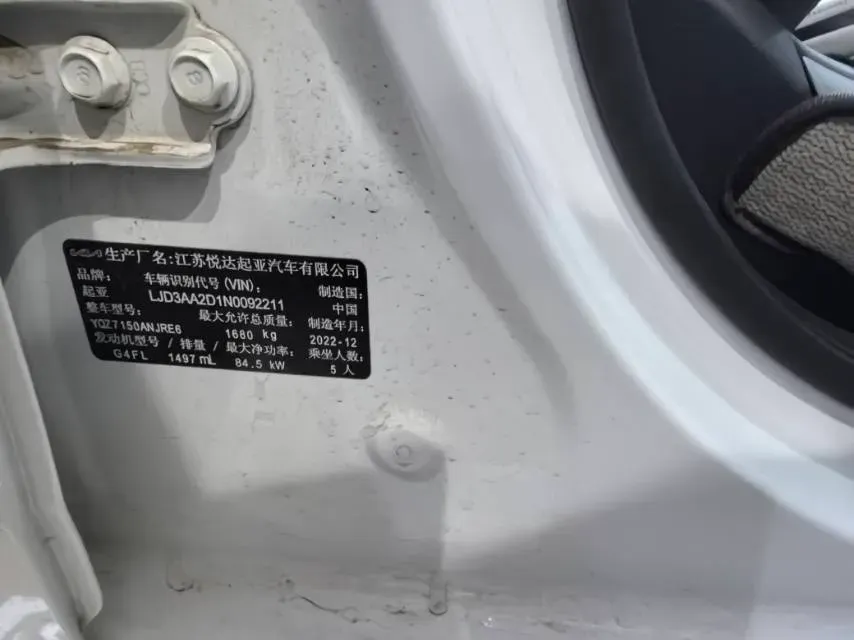 KIA 生产厂名:江苏悦达起亚汽车有限公司
品牌: 车辆识别代号(VIN): 制造国:
起亚 LJD3AA2D1N0092211 中国
整车型号: 最大允许总质量: 制造年月:
YQZ7150ANJRE6 1680 kg 2022-12
发动机型号 / 排量 / 最大净功率: 乘坐人数:
G4FL 1497 mL 84.5 kW 5 人